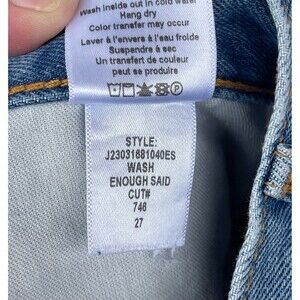 Wash inside out in cold water
Hang dry
Color transfer may occur
Laver à l'envers à l'eau froide
Suspendre à sec
Un transfert de couleur
peut se produire
STYLE:
J23031681040ES
WASH
ENOUGH SAID
CUT#
746
27